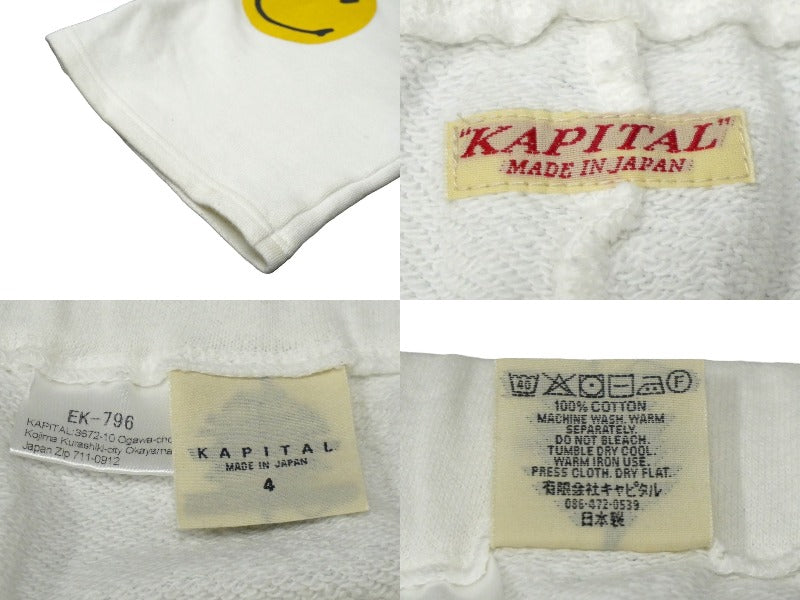 "KAPITAL"
MADE IN JAPAN
EK-796
KAPITAL:3672-10 Ogawa-cho
Kojima Kurashiki-city Okayama
Japan Zip 711-0912
KAPITAL
MADE IN JAPAN
4
40
F
100% COTTON
MACHINE WASH. WARM
SEPARATELY.
DO NOT BLEACH.
TUMBLE DRY COOL.
WARM IRON USE.
PRESS CLOTH. DRY FLAT.
有限会社キャピタル
086-472-0539
日本製